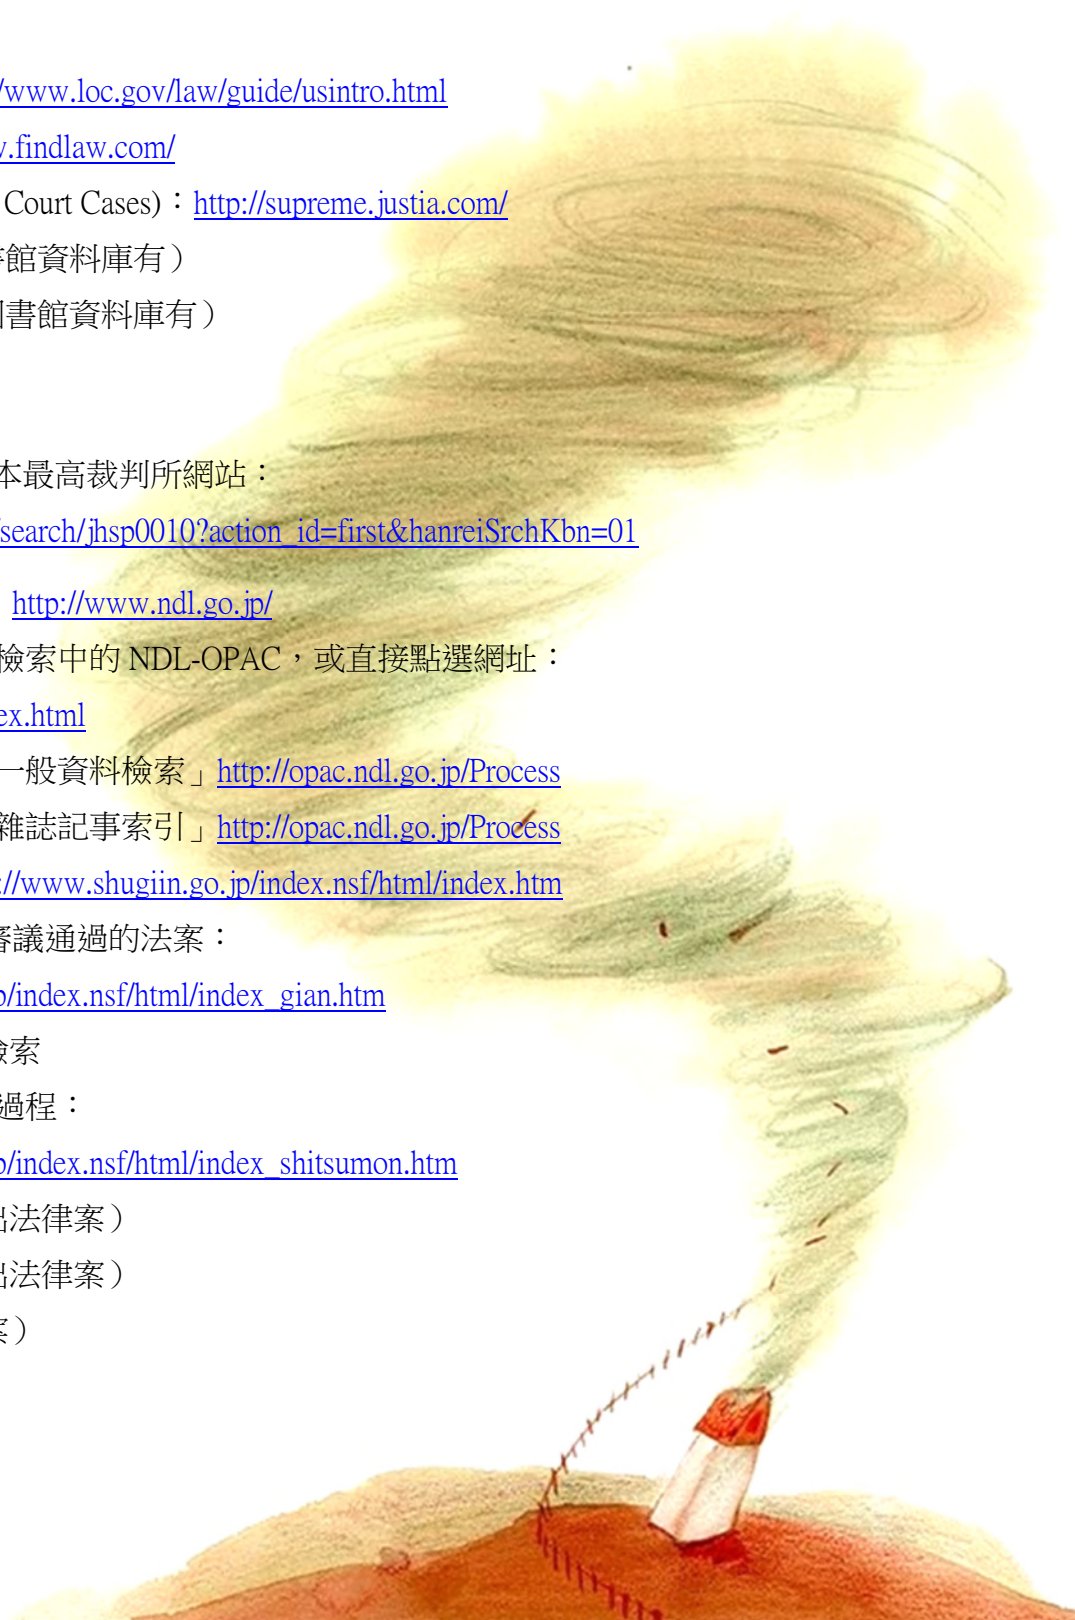 /www.loc.gov/law/guide/usintro.html
.findlaw.com/
Court Cases)：http://supreme.justia.com/
館資料庫有）
書館資料庫有）
本最高裁判所網站：
/search/jhsp0010?action_id=first&hanreiSrchKbn=01
http://www.ndl.go.jp/
檢索中的 NDL-OPAC，或直接點選網址：
ex.html
一般資料檢索」http://opac.ndl.go.jp/Process
雜誌記事索引」http://opac.ndl.go.jp/Process
://www.shugiin.go.jp/index.nsf/html/index.htm
審議通過的法案：
/index.nsf/html/index_gian.htm
檢索
過程：
/index.nsf/html/index_shitsumon.htm
出法律案）
出法律案）
案）